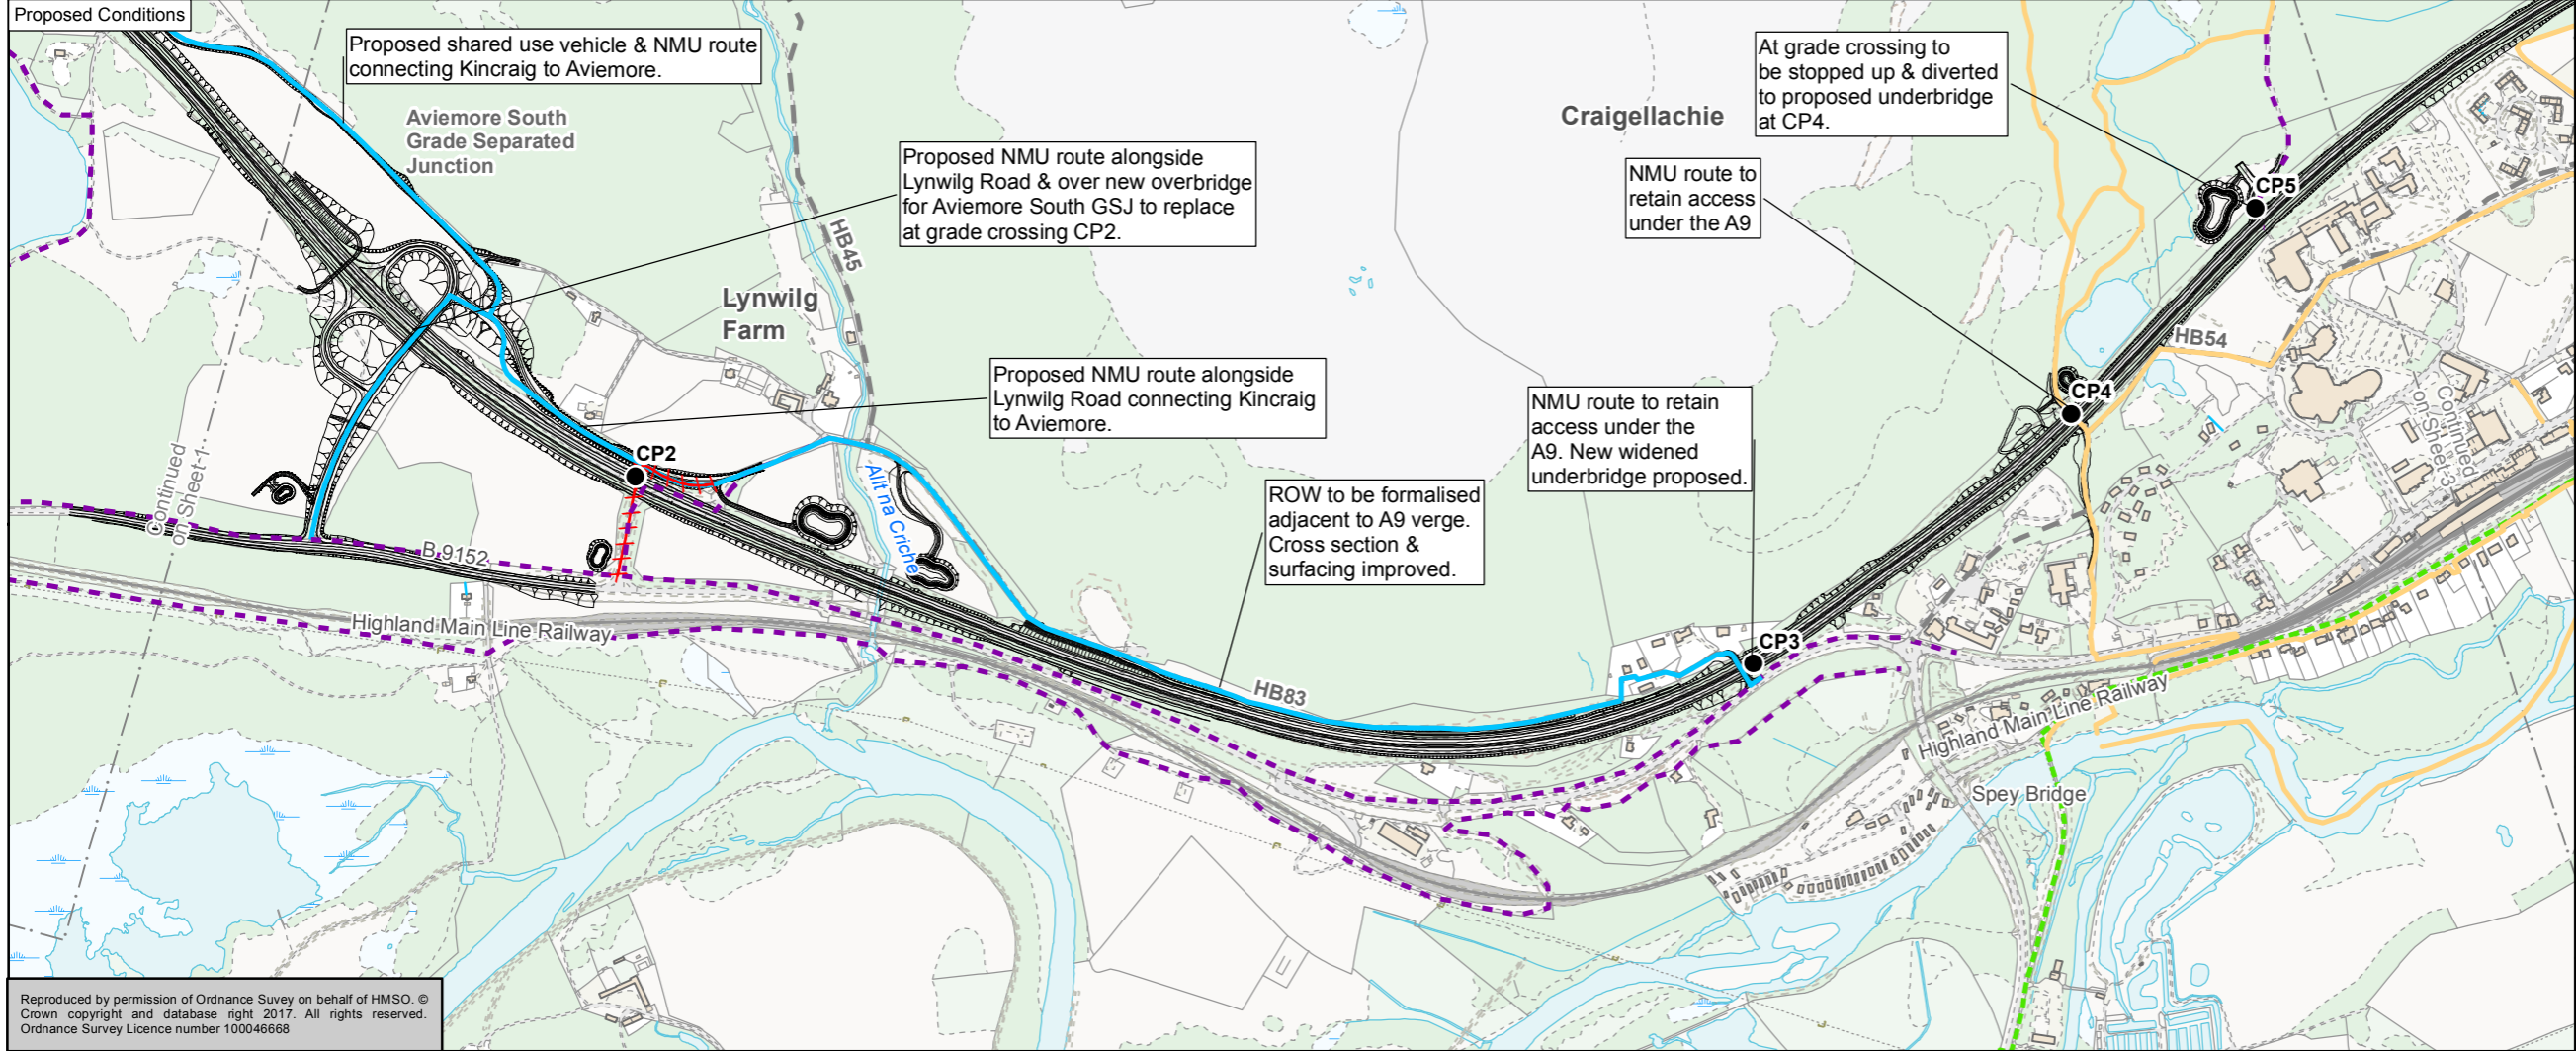 Proposed Conditions
Proposed shared use vehicle & NMU route
connecting Kincraig to Aviemore.
Aviemore South
Grade Separated
Junction
Proposed NMU route alongside
Lynwilg Road & over new overbridge
for Aviemore South GSJ to replace
at grade crossing CP2.
HB45
Lynwilg
Farm
Proposed NMU route alongside
Lynwilg Road connecting Kincraig
to Aviemore.
CP2
Allt na Criche
Continued
on Sheet 1
B 9152
Highland Main Line Railway
Craigellachie
At grade crossing to
be stopped up & diverted
to proposed underbridge
at CP4.
NMU route to
retain access
under the A9
CP5
HB54
CP4
NMU route to retain
access under the
A9. New widened
underbridge proposed.
ROW to be formalised
adjacent to A9 verge.
Cross section &
surfacing improved.
Continued
on Sheet 3
CP3
HB83
Highland Main Line Railway
Spey Bridge
Reproduced by permission of Ordnance Suvey on behalf of HMSO. ©
Crown copyright and database right 2017. All rights reserved.
Ordnance Survey Licence number 100046668